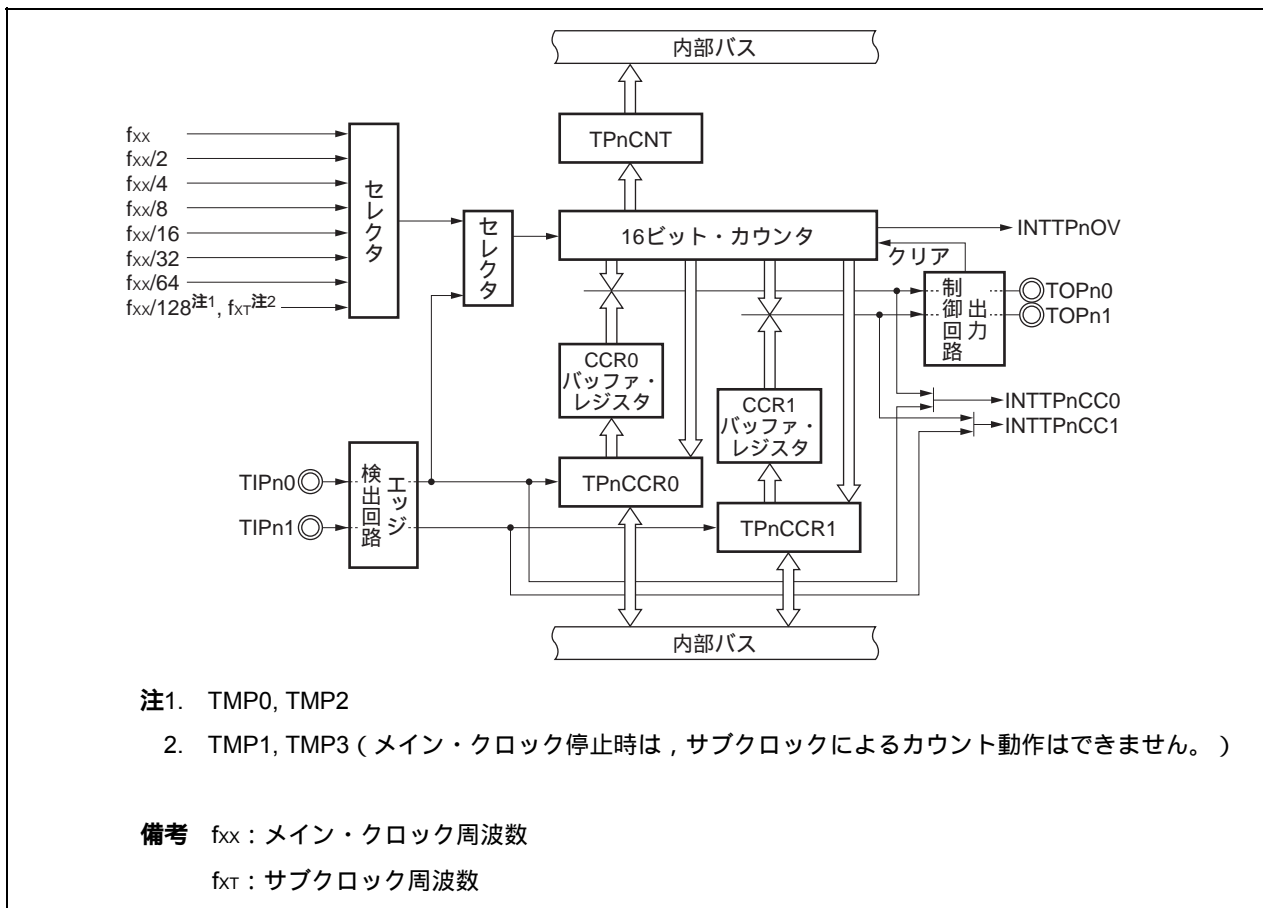 内部バス
TPnCNT
fXX
fXX/2
fXX/4
fXX/8
fXX/16
fXX/32
fXX/64
fXX/128注1, fXT注2
セレクタ
セレクタ
16ビット・カウンタ
INTTPnOV
クリア
出力
制御回路
TOPn0
TOPn1
CCR0
バッファ・
レジスタ
CCR1
バッファ・
レジスタ
INTTPnCC0
INTTPnCC1
TIPn0
TIPn1
エッジ
検出回路
TPnCCR0
TPnCCR1
内部バス
注1. TMP0, TMP2
2. TMP1, TMP3（メイン・クロック停止時は，サブクロックによるカウント動作はできません。）
備考 fXX：メイン・クロック周波数
fXT：サブクロック周波数